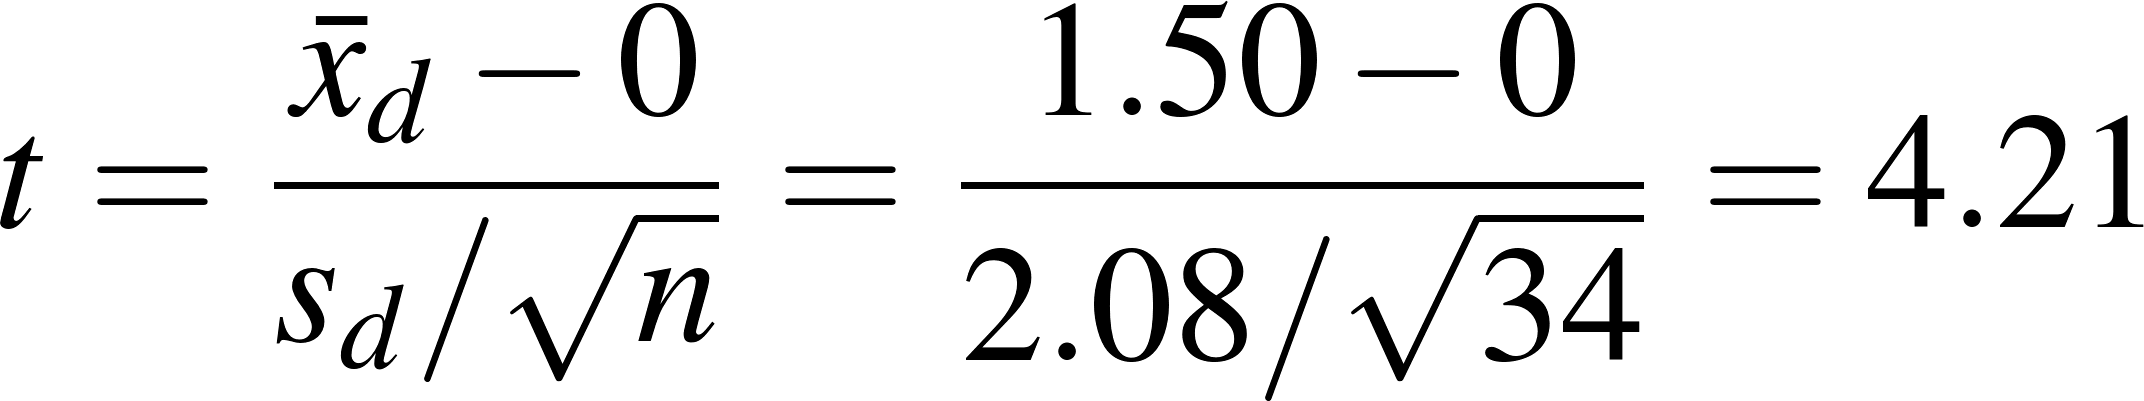 t = (x̄_d − 0) / (s_d/√n) = (1.50 − 0) / (2.08/√34) = 4.21